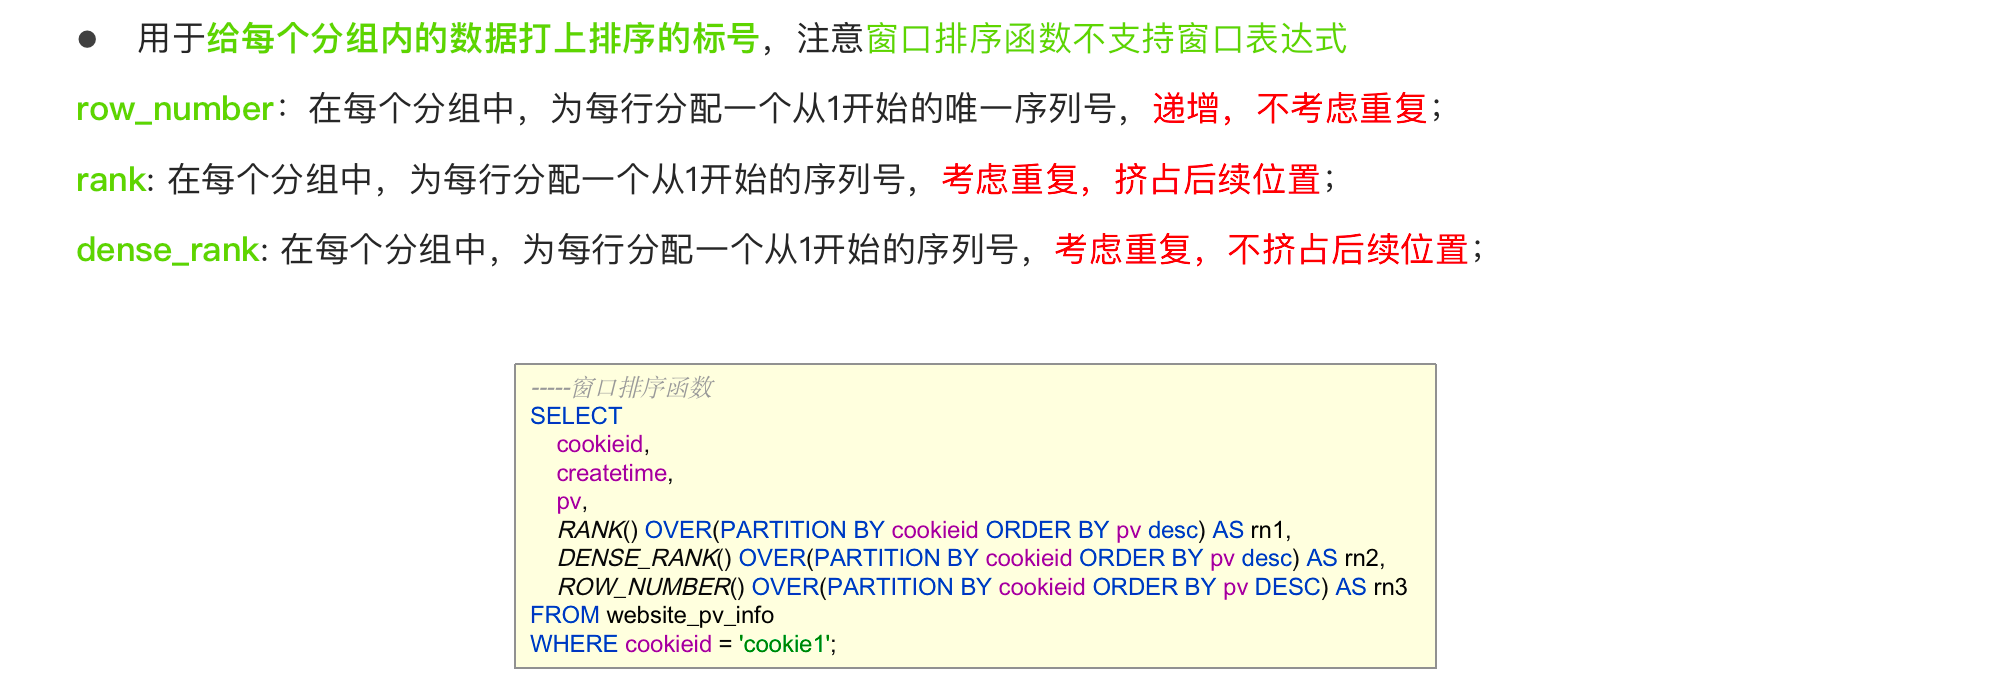 ● 用于给每个分组内的数据打上排序的标号，注意窗口排序函数不支持窗口表达式
row_number：在每个分组中，为每行分配一个从1开始的唯一序列号，递增，不考虑重复；
rank: 在每个分组中，为每行分配一个从1开始的序列号，考虑重复，挤占后续位置；
dense_rank: 在每个分组中，为每行分配一个从1开始的序列号，考虑重复，不挤占后续位置；
-----窗口排序函数
SELECT
cookieid,
createtime,
pv,
RANK() OVER(PARTITION BY cookieid ORDER BY pv desc) AS rn1,
DENSE_RANK() OVER(PARTITION BY cookieid ORDER BY pv desc) AS rn2,
ROW_NUMBER() OVER(PARTITION BY cookieid ORDER BY pv DESC) AS rn3
FROM website_pv_info
WHERE cookieid = 'cookie1';